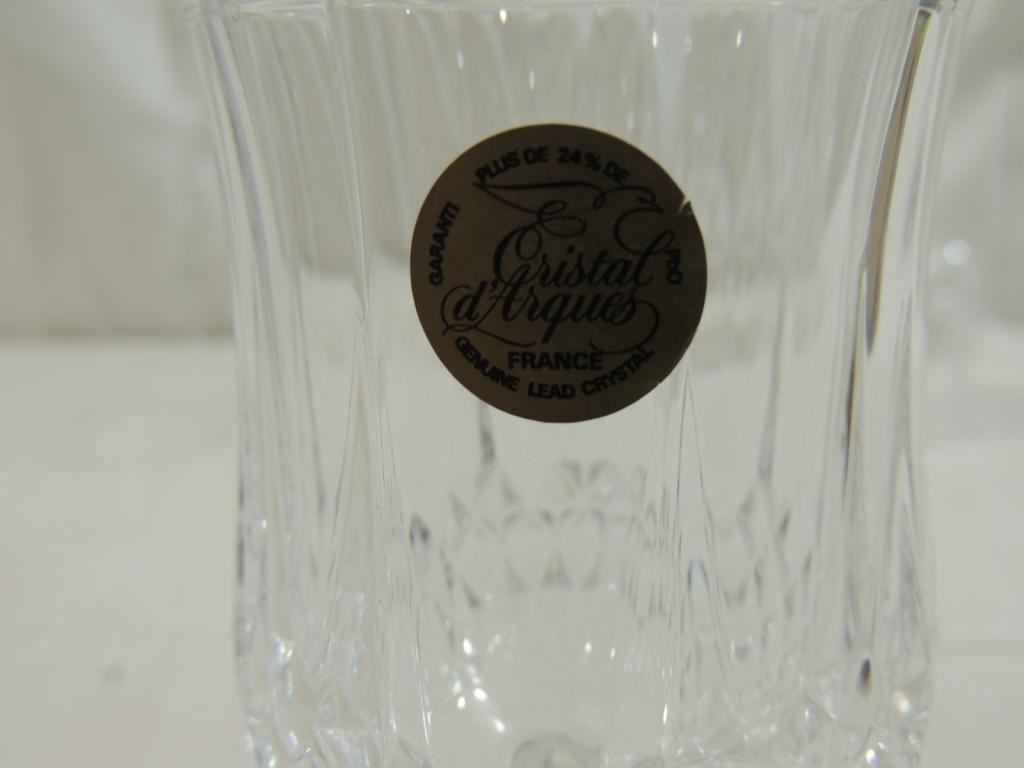 GARANTI PLUS DE 24% DE PbO
Cristal
d'Arques
FRANCE
GENUINE LEAD CRYSTAL